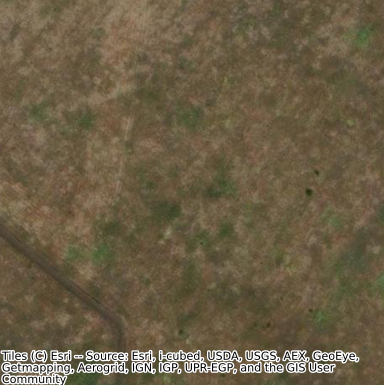 Tiles (C) Esri -- Source: Esri, i-cubed, USDA, USGS, AEX, GeoEye,
Getmapping, Aerogrid, IGN, IGP, UPR-EGP, and the GIS User
Community